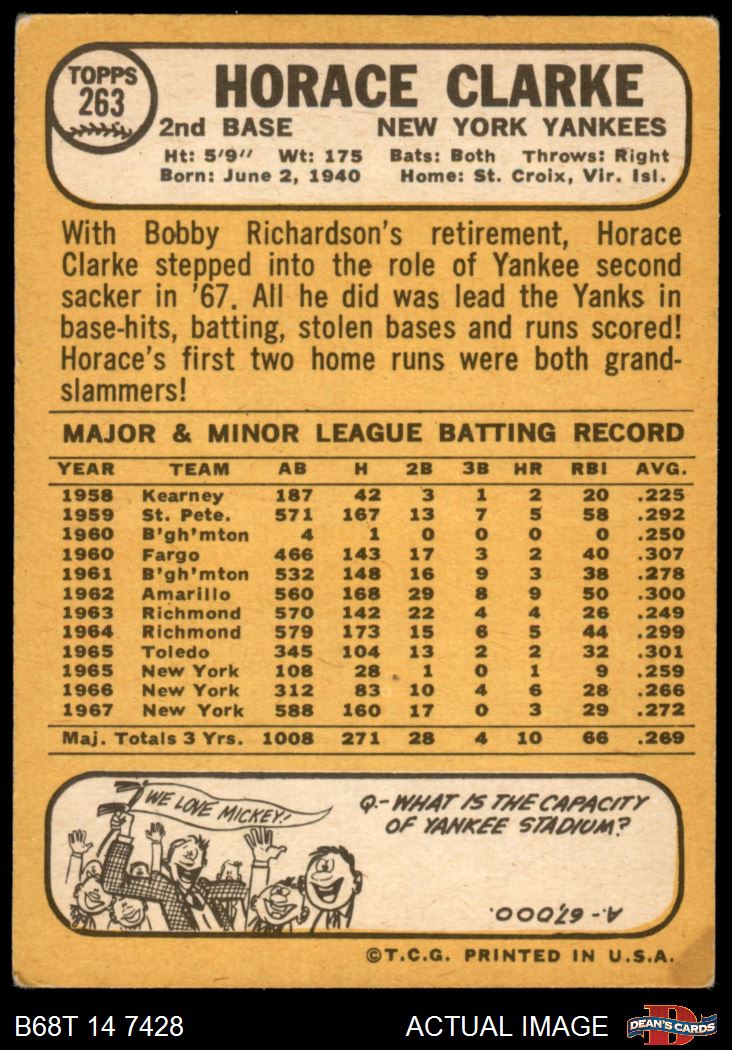 TOPPS
263
HORACE CLARKE
2nd BASE NEW YORK YANKEES
Ht: 5'9" Wt: 175 Bats: Both Throws: Right
Born: June 2, 1940 Home: St. Croix, Vir. Isl.
With Bobby Richardson's retirement, Horace
Clarke stepped into the role of Yankee second
sacker in '67. All he did was lead the Yanks in
base-hits, batting, stolen bases and runs scored!
Horace's first two home runs were both grand-
slammers!
MAJOR & MINOR LEAGUE BATTING RECORD
YEAR TEAM AB H 2B 3B HR RBI AVG.
1958 Kearney 187 42 3 1 2 20 .225
1959 St. Pete. 571 167 13 7 5 58 .292
1960 B'gh'mton 4 1 0 0 0 0 .250
1960 Fargo 466 143 17 3 2 40 .307
1961 B'gh'mton 532 148 16 9 3 38 .278
1962 Amarillo 560 168 29 8 9 50 .300
1963 Richmond 570 142 22 4 4 26 .249
1964 Richmond 579 173 15 6 5 44 .299
1965 Toledo 345 104 13 2 2 32 .301
1965 New York 108 28 1 0 1 9 .259
1966 New York 312 83 10 4 6 28 .266
1967 New York 588 160 17 0 3 29 .272
Maj. Totals 3 Yrs. 1008 271 28 4 10 66 .269
WE LOVE MICKEY!
Q.- WHAT IS THE CAPACITY
OF YANKEE STADIUM?
A.- 67,000.
©T.C.G. PRINTED IN U.S.A.
B68T 14 7428 ACTUAL IMAGE
D
DEAN'S CARDS